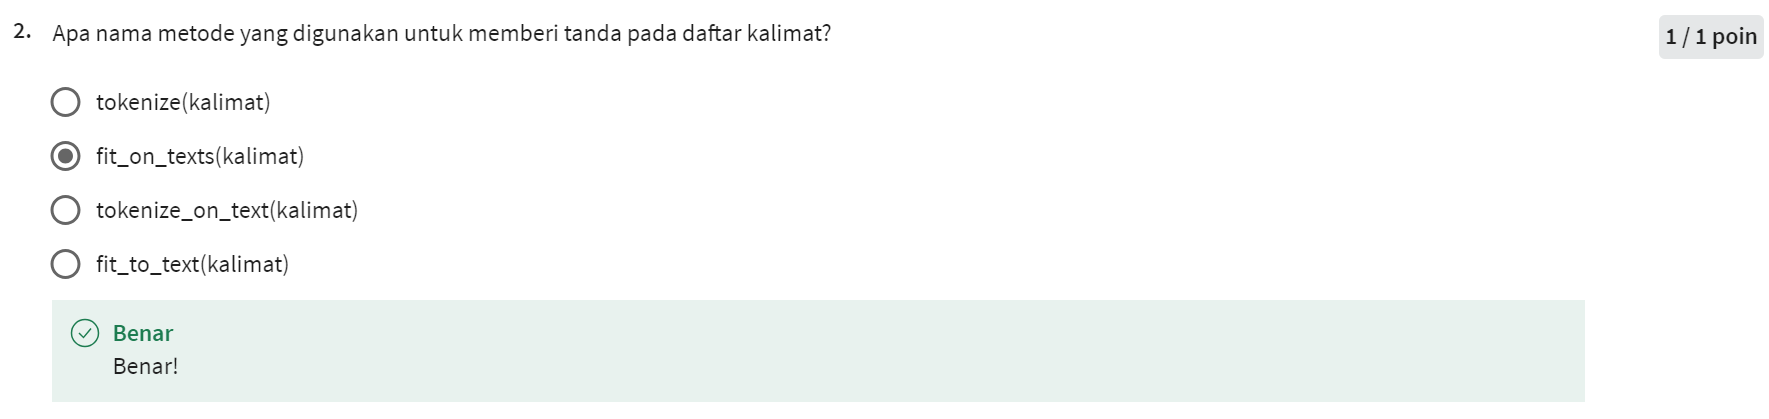 2. Apa nama metode yang digunakan untuk memberi tanda pada daftar kalimat?
1 / 1 poin
tokenize(kalimat)
fit_on_texts(kalimat)
tokenize_on_text(kalimat)
fit_to_text(kalimat)
Benar
Benar!